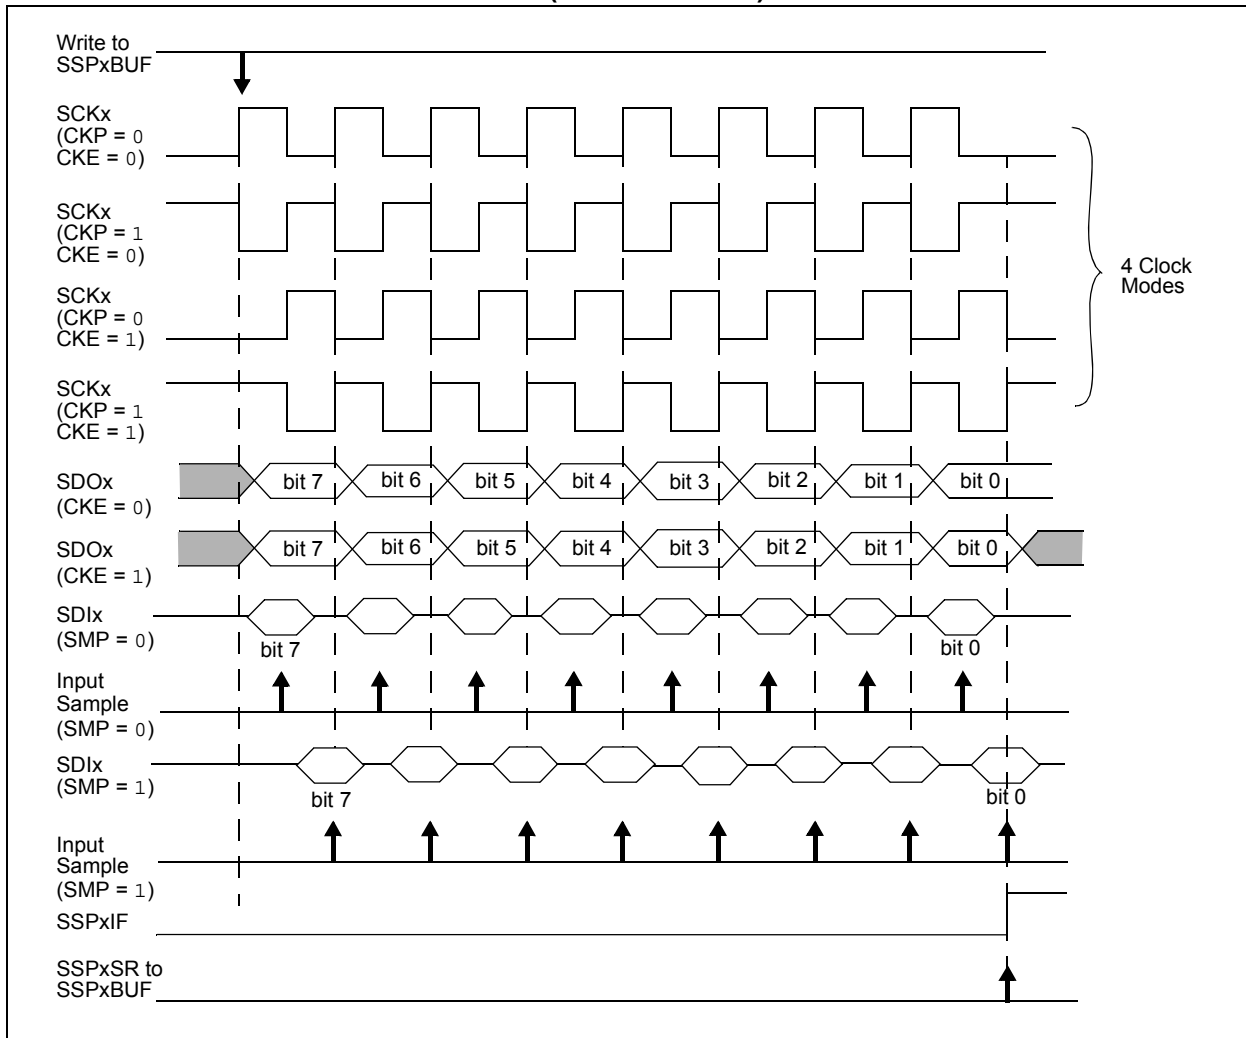 Write to
SSPxBUF
SCKx
(CKP = 0
CKE = 0)
SCKx
(CKP = 1
CKE = 0)
4 Clock
Modes
SCKx
(CKP = 0
CKE = 1)
SCKx
(CKP = 1
CKE = 1)
SDOx
(CKE = 0)
bit 7 bit 6 bit 5 bit 4 bit 3 bit 2 bit 1 bit 0
SDOx
(CKE = 1)
bit 7 bit 6 bit 5 bit 4 bit 3 bit 2 bit 1 bit 0
SDIx
(SMP = 0)
bit 7 bit 0
Input
Sample
(SMP = 0)
SDIx
(SMP = 1)
bit 7 bit 0
Input
Sample
(SMP = 1)
SSPxIF
SSPxSR to
SSPxBUF